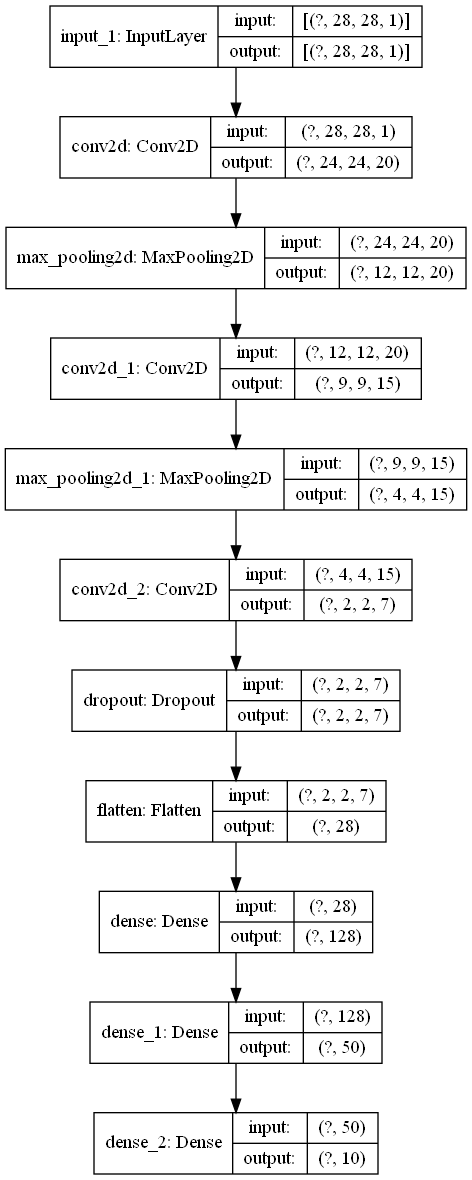 input_1: InputLayer
input: [(?, 28, 28, 1)]
output: [(?, 28, 28, 1)]
conv2d: Conv2D
input: (?, 28, 28, 1)
output: (?, 24, 24, 20)
max_pooling2d: MaxPooling2D
input: (?, 24, 24, 20)
output: (?, 12, 12, 20)
conv2d_1: Conv2D
input: (?, 12, 12, 20)
output: (?, 9, 9, 15)
max_pooling2d_1: MaxPooling2D
input: (?, 9, 9, 15)
output: (?, 4, 4, 15)
conv2d_2: Conv2D
input: (?, 4, 4, 15)
output: (?, 2, 2, 7)
dropout: Dropout
input: (?, 2, 2, 7)
output: (?, 2, 2, 7)
flatten: Flatten
input: (?, 2, 2, 7)
output: (?, 28)
dense: Dense
input: (?, 28)
output: (?, 128)
dense_1: Dense
input: (?, 128)
output: (?, 50)
dense_2: Dense
input: (?, 50)
output: (?, 10)